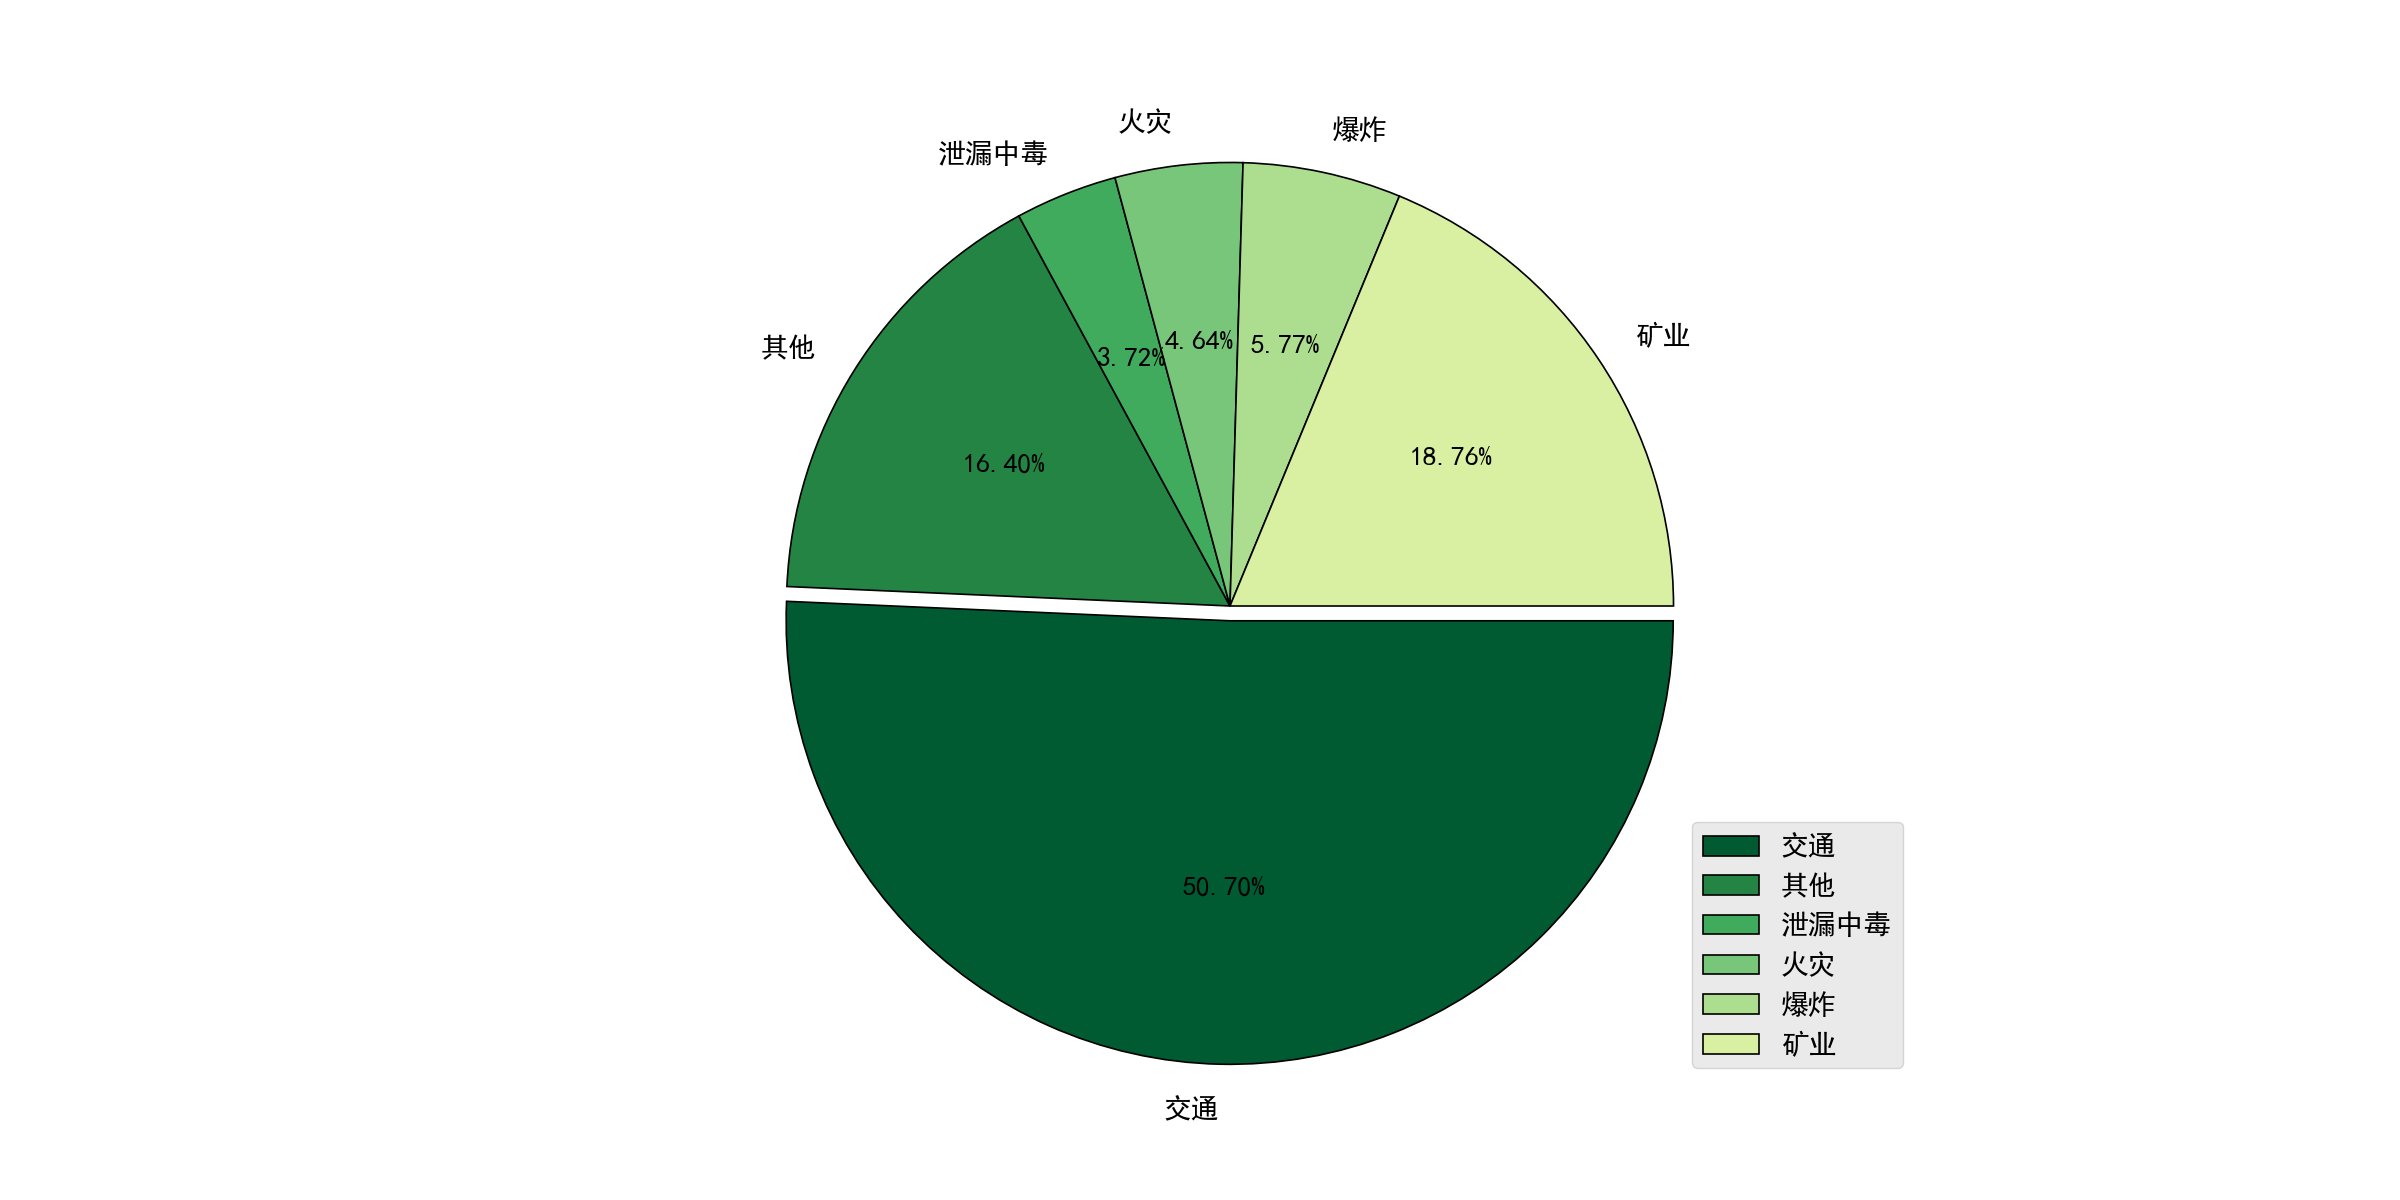 火灾
爆炸
泄漏中毒
矿业
其他
4.64%
5.77%
3.72%
18.76%
16.40%
50.70%
交通
交通
其他
泄漏中毒
火灾
爆炸
矿业